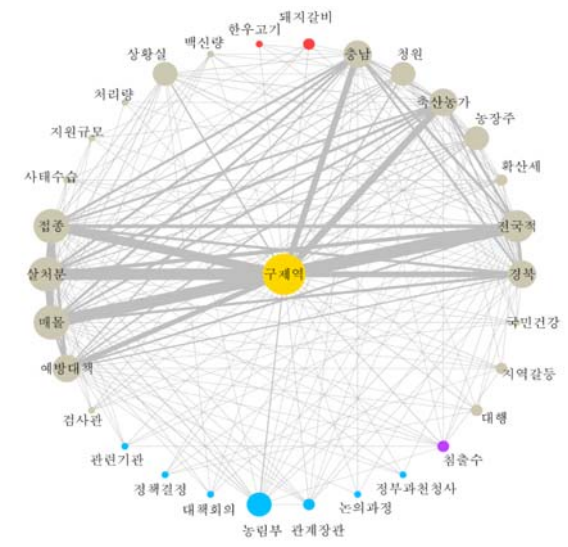 돼지갈비
한우고기
백신량
충남
상황실
청원
처리량
축산농가
지원규모
농장주
사태수습
확산세
접종
전국적
살처분
구제역
경북
매몰
국민건강
예방대책
지역갈등
검사관
대행
관련기관
침출수
정책결정
정부과천청사
대책회의
논의과정
농림부
관계장관